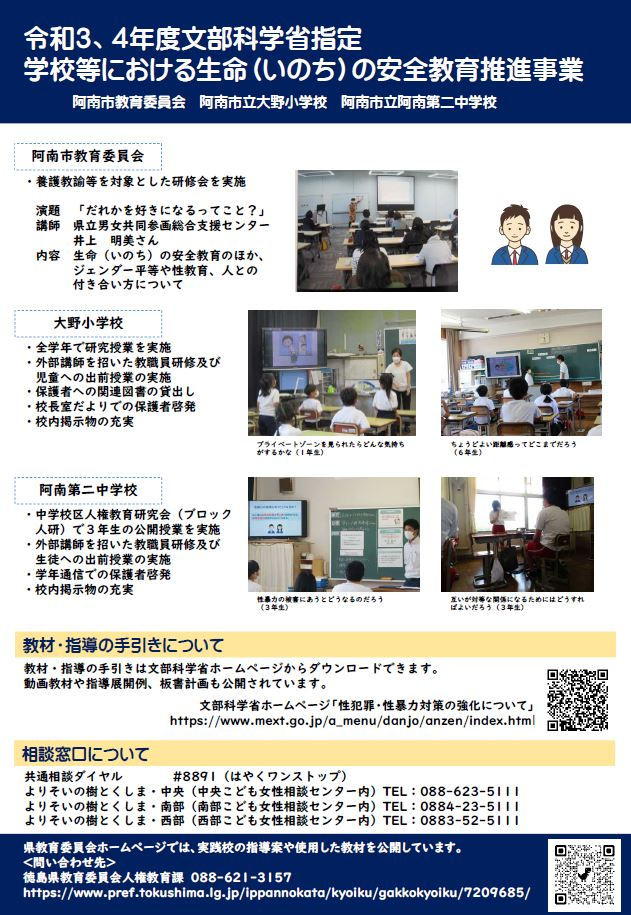 令和3、4年度文部科学省指定
学校等における生命(いのち)の安全教育推進事業
阿南市教育委員会　阿南市立大野小学校　阿南市立阿南第二中学校
阿南市教育委員会
・養護教諭等を対象とした研修会を実施
演題　「だれかを好きになるってこと?」
講師　県立男女共同参画総合支援センター
井上　明美さん
内容　生命(いのち)の安全教育のほか、
ジェンダー平等や性教育、人との
付き合い方について
大野小学校
・全学年で研究授業を実施
・外部講師を招いた教職員研修及び
児童への出前授業の実施
・保護者への関連図書の貸出し
・校長室だよりでの保護者啓発
・校内掲示物の充実
プライベートゾーンを見られたらどんな気持ち
がするかな(1年生)
ちょうどよい距離感ってどこまでだろう
(6年生)
阿南第二中学校
・中学校区人権教育研究会(ブロック
人研)で3年生の公開授業を実施
・外部講師を招いた教職員研修及び
生徒への出前授業の実施
・学年通信での保護者啓発
・校内掲示物の充実
性暴力の被害にあうとどうなるのだろう
(3年生)
互いが対等な関係になるためにはどうすれ
ばよいだろう(3年生)
教材・指導の手引きについて
教材・指導の手引きは文部科学省ホームページからダウンロードできます。
動画教材や指導展開例、板書計画も公開されています。
文部科学省ホームページ「性犯罪・性暴力対策の強化について」
https://www.mext.go.jp/a_menu/danjo/anzen/index.html
相談窓口について
共通相談ダイヤル　#8891(はやくワンストップ)
よりそいの樹とくしま・中央(中央こども女性相談センター内)TEL:088-623-5111
よりそいの樹とくしま・南部(南部こども女性相談センター内)TEL:0884-23-5111
よりそいの樹とくしま・西部(西部こども女性相談センター内)TEL:0883-52-5111
県教育委員会ホームページでは、実践校の指導案や使用した教材を公開しています。
<問い合わせ先>
徳島県教育委員会人権教育課 088-621-3157
https://www.pref.tokushima.lg.jp/ippannokata/kyoiku/gakkokyoiku/7209685/